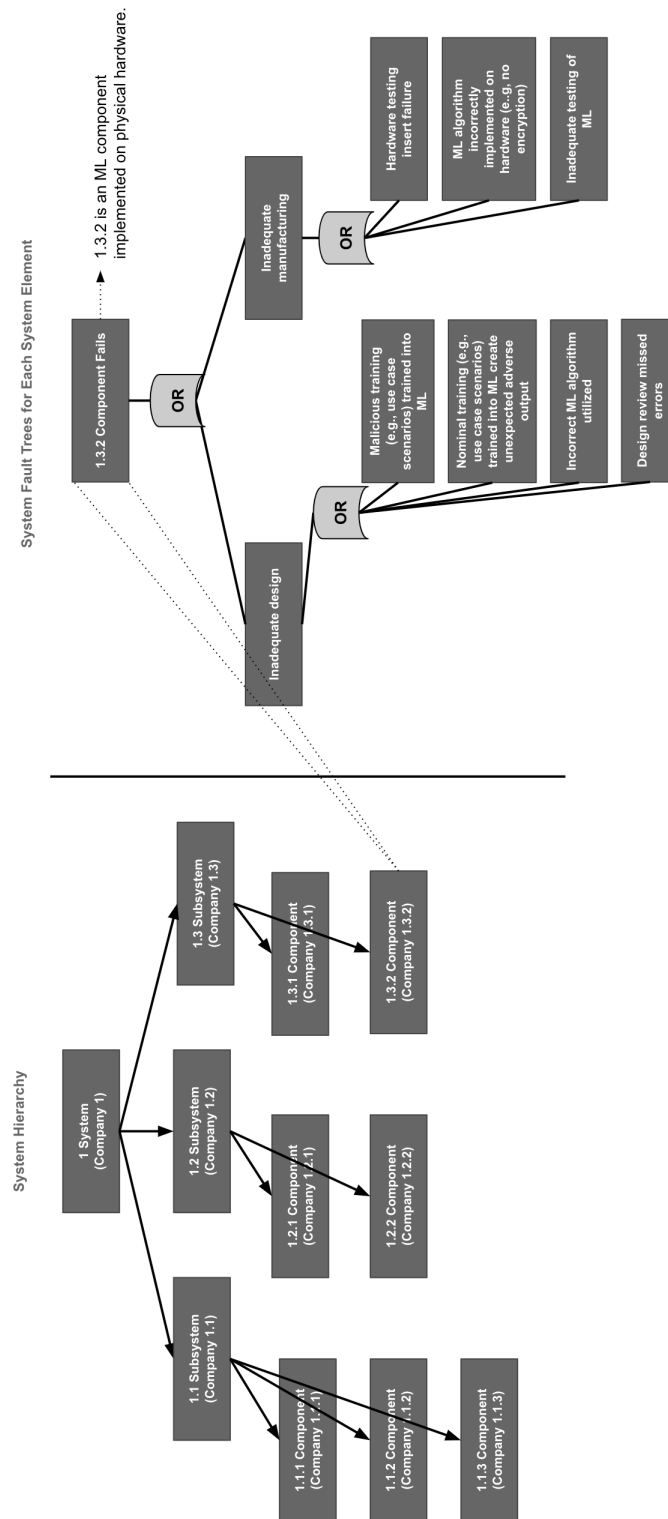 System Hierarchy
1 System
(Company 1)
1.1 Subsystem
(Company 1.1)
1.2 Subsystem
(Company 1.2)
1.3 Subsystem
(Company 1.3)
1.1.1 Component
(Company 1.1.1)
1.1.2 Component
(Company 1.1.2)
1.1.3 Component
(Company 1.1.3)
1.2.1 Component
(Company 1.2.1)
1.2.2 Component
(Company 1.2.2)
1.3.1 Component
(Company 1.3.1)
1.3.2 Component
(Company 1.3.2)
System Fault Trees for Each System Element
1.3.2 Component Fails
1.3.2 is an ML component
implemented on physical hardware.
OR
Inadequate design
Inadequate
manufacturing
OR
Malicious training
(e.g., use case
scenarios) trained into
ML
Nominal training (e.g.,
use case scenarios)
trained into ML create
unexpected adverse
output
Incorrect ML algorithm
utilized
Design review missed
errors
OR
Hardware testing
insert failure
ML algorithm
incorrectly
implemented on
hardware (e..g, no
encryption)
Inadequate testing of
ML